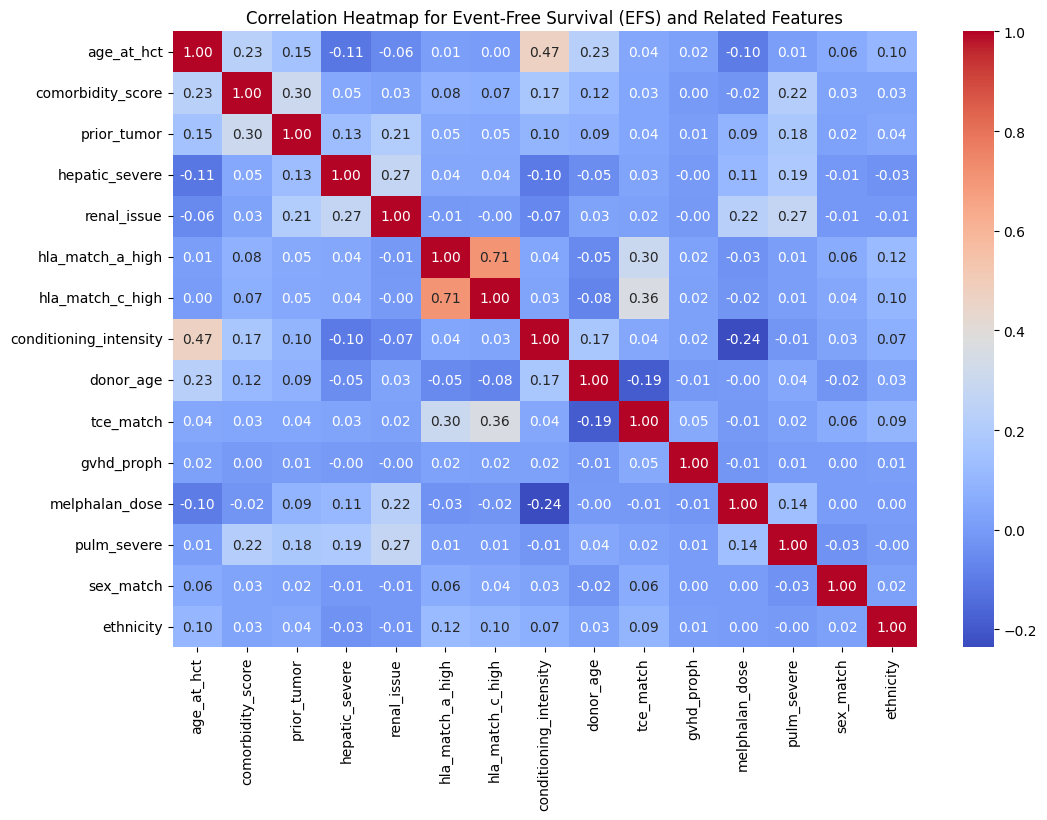 Correlation Heatmap for Event-Free Survival (EFS) and Related Features
age_at_hct 1.00 0.23 0.15 -0.11 -0.06 0.01 0.00 0.47 0.23 0.04 0.02 -0.10 0.01 0.06 0.10
comorbidity_score 0.23 1.00 0.30 0.05 0.03 0.08 0.07 0.17 0.12 0.03 0.00 -0.02 0.22 0.03 0.03
prior_tumor 0.15 0.30 1.00 0.13 0.21 0.05 0.05 0.10 0.09 0.04 0.01 0.09 0.18 0.02 0.04
hepatic_severe -0.11 0.05 0.13 1.00 0.27 0.04 0.04 -0.10 -0.05 0.03 -0.00 0.11 0.19 -0.01 -0.03
renal_issue -0.06 0.03 0.21 0.27 1.00 -0.01 -0.00 -0.07 0.03 0.02 -0.00 0.22 0.27 -0.01 -0.01
hla_match_a_high 0.01 0.08 0.05 0.04 -0.01 1.00 0.71 0.04 -0.05 0.30 0.02 -0.03 0.01 0.06 0.12
hla_match_c_high 0.00 0.07 0.05 0.04 -0.00 0.71 1.00 0.03 -0.08 0.36 0.02 -0.02 0.01 0.04 0.10
conditioning_intensity 0.47 0.17 0.10 -0.10 -0.07 0.04 0.03 1.00 0.17 0.04 0.02 -0.24 -0.01 0.03 0.07
donor_age 0.23 0.12 0.09 -0.05 0.03 -0.05 -0.08 0.17 1.00 -0.19 -0.01 -0.00 0.04 -0.02 0.03
tce_match 0.04 0.03 0.04 0.03 0.02 0.30 0.36 0.04 -0.19 1.00 0.05 -0.01 0.02 0.06 0.09
gvhd_proph 0.02 0.00 0.01 -0.00 -0.00 0.02 0.02 0.02 -0.01 0.05 1.00 -0.01 0.01 0.00 0.01
melphalan_dose -0.10 -0.02 0.09 0.11 0.22 -0.03 -0.02 -0.24 -0.00 -0.01 -0.01 1.00 0.14 0.00 0.00
pulm_severe 0.01 0.22 0.18 0.19 0.27 0.01 0.01 -0.01 0.04 0.02 0.01 0.14 1.00 -0.03 -0.00
sex_match 0.06 0.03 0.02 -0.01 -0.01 0.06 0.04 0.03 -0.02 0.06 0.00 0.00 -0.03 1.00 0.02
ethnicity 0.10 0.03 0.04 -0.03 -0.01 0.12 0.10 0.07 0.03 0.09 0.01 0.00 -0.00 0.02 1.00
age_at_hct
comorbidity_score
prior_tumor
hepatic_severe
renal_issue
hla_match_a_high
hla_match_c_high
conditioning_intensity
donor_age
tce_match
gvhd_proph
melphalan_dose
pulm_severe
sex_match
ethnicity
1.0
0.8
0.6
0.4
0.2
0.0
−0.2